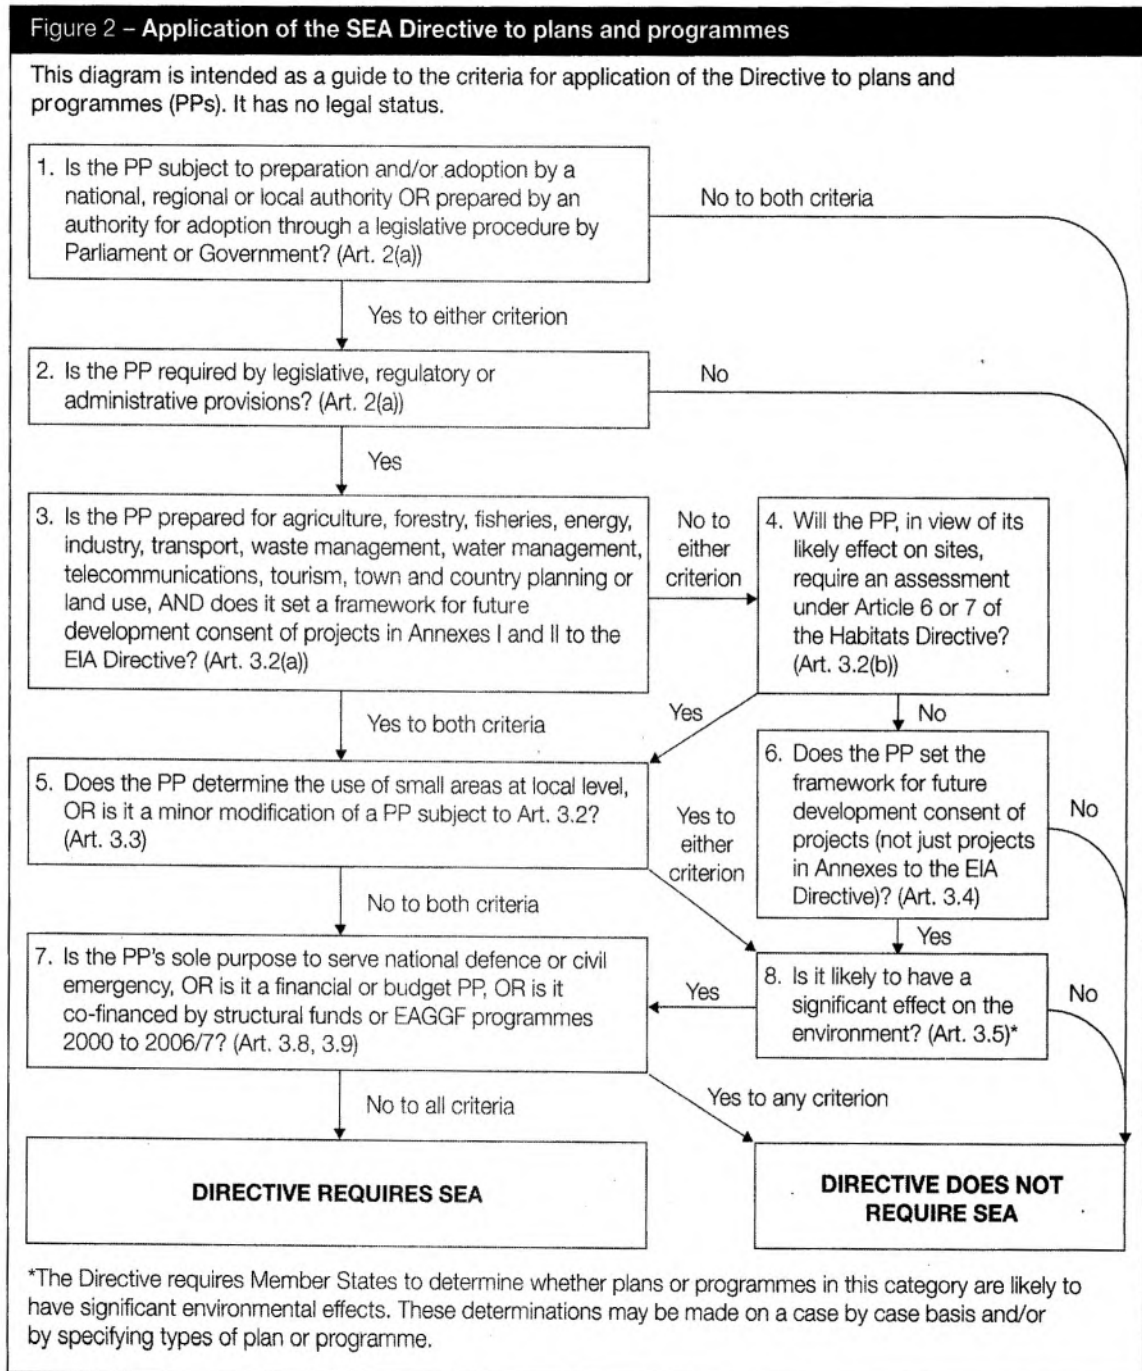 Figure 2 – Application of the SEA Directive to plans and programmes
This diagram is intended as a guide to the criteria for application of the Directive to plans and
programmes (PPs). It has no legal status.
1. Is the PP subject to preparation and/or adoption by a
national, regional or local authority OR prepared by an
authority for adoption through a legislative procedure by
Parliament or Government? (Art. 2(a))
No to both criteria
Yes to either criterion
2. Is the PP required by legislative, regulatory or
administrative provisions? (Art. 2(a))
No
Yes
3. Is the PP prepared for agriculture, forestry, fisheries, energy,
industry, transport, waste management, water management,
telecommunications, tourism, town and country planning or
land use, AND does it set a framework for future
development consent of projects in Annexes I and II to the
EIA Directive? (Art. 3.2(a))
No to
either
criterion
4. Will the PP, in view of its
likely effect on sites,
require an assessment
under Article 6 or 7 of
the Habitats Directive?
(Art. 3.2(b))
Yes to both criteria
Yes
No
5. Does the PP determine the use of small areas at local level,
OR is it a minor modification of a PP subject to Art. 3.2?
(Art. 3.3)
Yes to
either
criterion
6. Does the PP set the
framework for future
development consent of
projects (not just projects
in Annexes to the EIA
Directive)? (Art. 3.4)
No
No to both criteria
Yes
7. Is the PP's sole purpose to serve national defence or civil
emergency, OR is it a financial or budget PP, OR is it
co-financed by structural funds or EAGGF programmes
2000 to 2006/7? (Art. 3.8, 3.9)
Yes
8. Is it likely to have a
significant effect on the
environment? (Art. 3.5)*
No
No to all criteria
Yes to any criterion
DIRECTIVE REQUIRES SEA
DIRECTIVE DOES NOT
REQUIRE SEA
*The Directive requires Member States to determine whether plans or programmes in this category are likely to
have significant environmental effects. These determinations may be made on a case by case basis and/or
by specifying types of plan or programme.